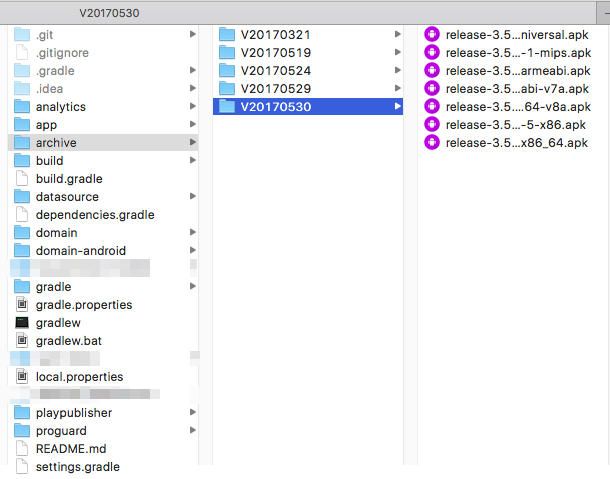 V20170530
.git
.gitignore
.gradle
.idea
analytics
app
archive
build
build.gradle
datasource
dependencies.gradle
domain
domain-android
gradle
gradle.properties
gradlew
gradlew.bat
local.properties
playpublisher
proguard
README.md
settings.gradle
V20170321
V20170519
V20170524
V20170529
V20170530
release-3.5...niversal.apk
release-3.5...-1-mips.apk
release-3.5...armeabi.apk
release-3.5...abi-v7a.apk
release-3.5...64-v8a.apk
release-3.5...-5-x86.apk
release-3.5...x86_64.apk